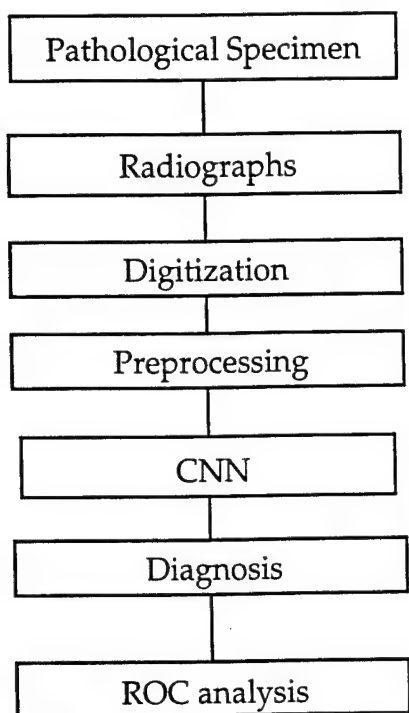 Pathological Specimen
Radiographs
Digitization
Preprocessing
CNN
Diagnosis
ROC analysis